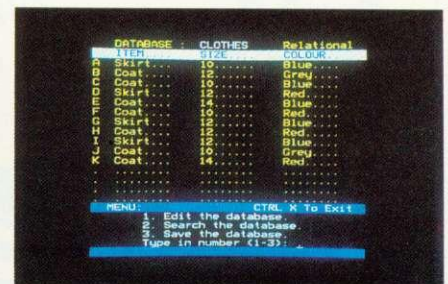 DATABASE : CLOTHES Relational
ITEM.... SIZE.... COLOUR...
A Skirt.... 10....... Blue.....
B Coat..... 12....... Grey.....
C Coat..... 10....... Blue.....
D Skirt.... 12....... Red......
E Coat..... 14....... Blue.....
F Coat..... 10....... Red......
G Skirt.... 12....... Blue.....
H Coat..... 12....... Red......
I Skirt.... 12....... Blue.....
J Coat..... 10....... Grey.....
K Coat..... 14....... Red......
MENU: CTRL X To Exit
1. Edit the database.
2. Search the database.
3. Save the database.
Type in number (1-3): _